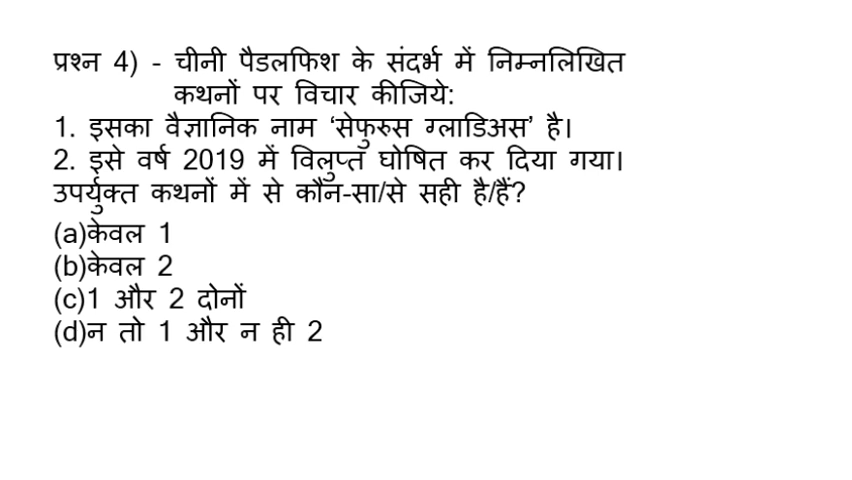 प्रश्न 4) - चीनी पैडलफिश के संदर्भ में निम्नलिखित
कथनों पर विचार कीजिये:
1. इसका वैज्ञानिक नाम ‘सेफुरुस ग्लाडिअस’ है।
2. इसे वर्ष 2019 में विलुप्त घोषित कर दिया गया।
उपर्युक्त कथनों में से कौन-सा/से सही है/हैं?
(a)केवल 1
(b)केवल 2
(c)1 और 2 दोनों
(d)न तो 1 और न ही 2